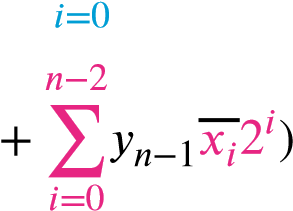 i=0
n−2
+ ∑ y_{n−1} \overline{x_i} 2^i)
i=0